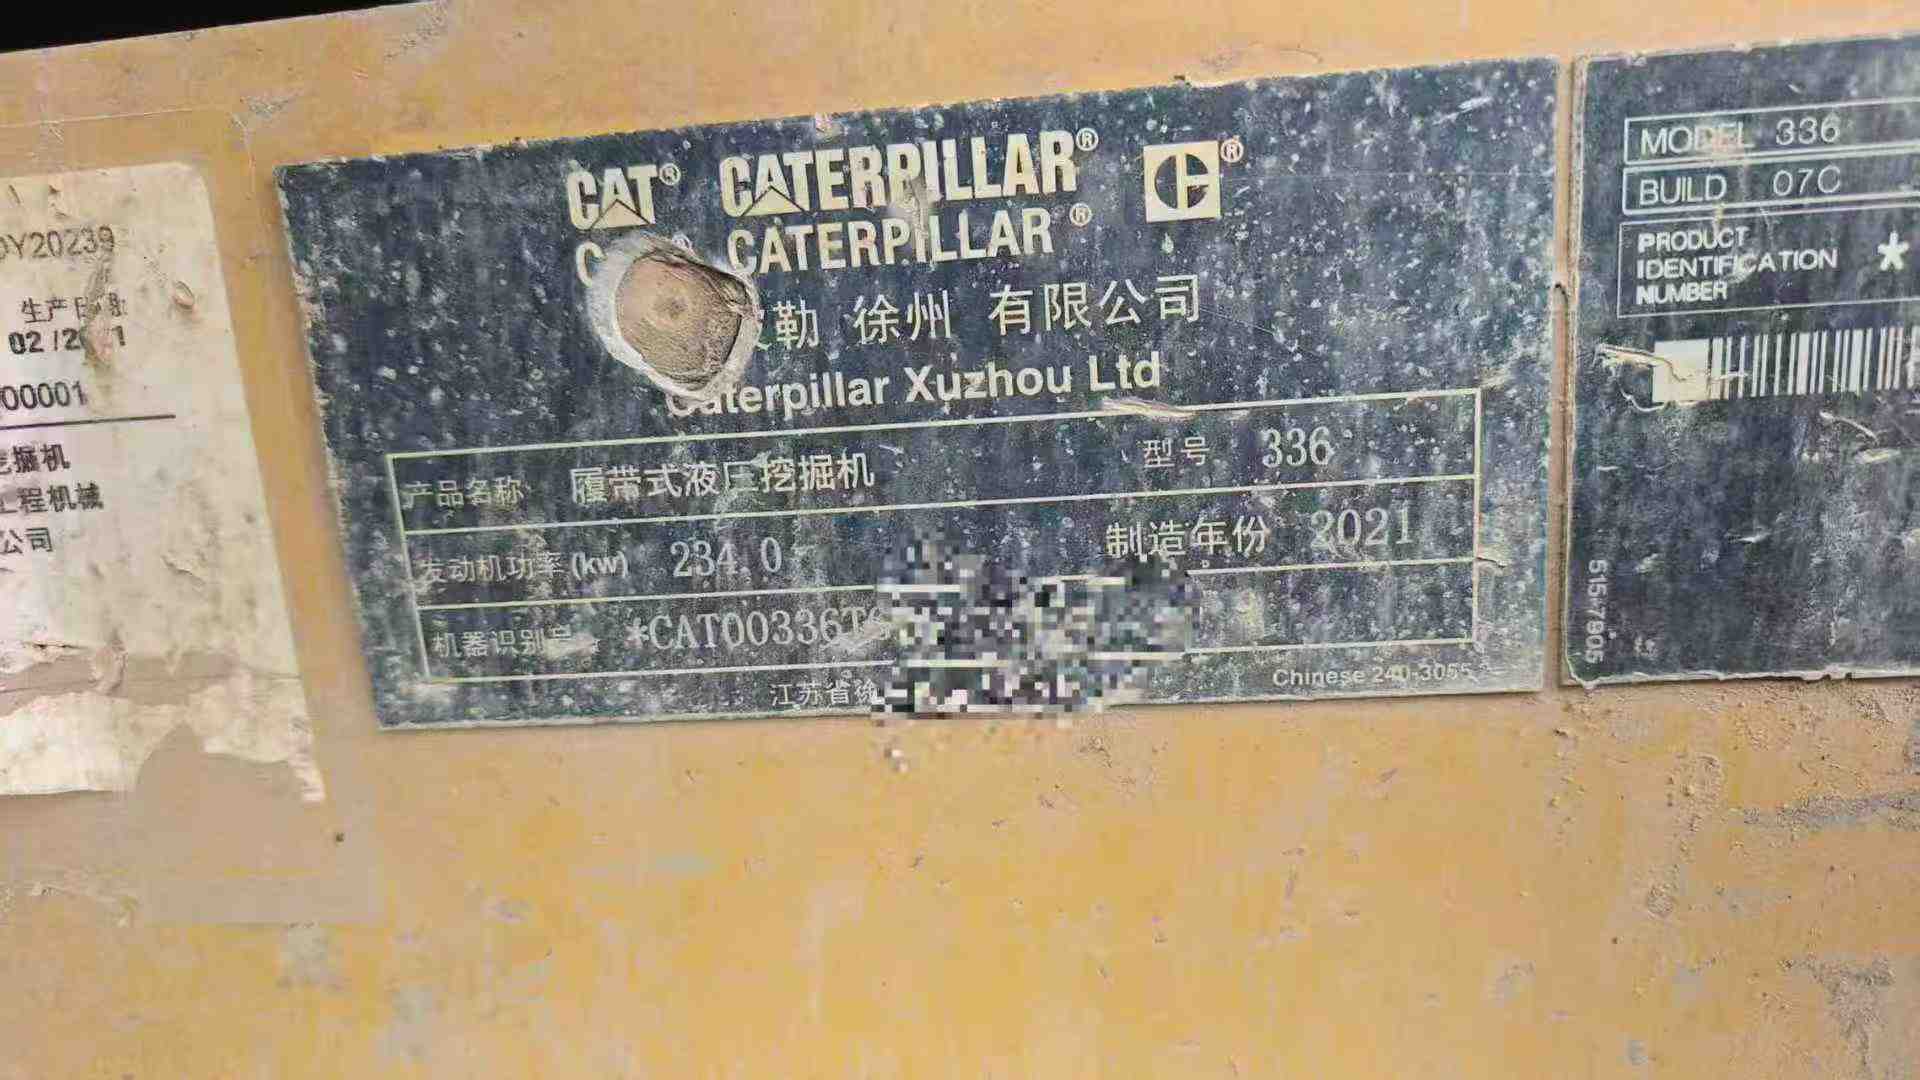 DY20239
生产日期
02 /2021
00001
挖掘机
工程机械
公司
CAT® CATERPILLAR®
CATERPILLAR®
勒 徐州 有限公司
Caterpillar Xuzhou Ltd
产品名称 履带式液压挖掘机 型号 336
发动机功率(kw) 234.0 制造年份 2021
机器识别号 *CAT00336T
江苏省徐
Chinese 240-3055
MODEL 336
BUILD 07C
PRODUCT
IDENTIFICATION *
NUMBER
515-7905